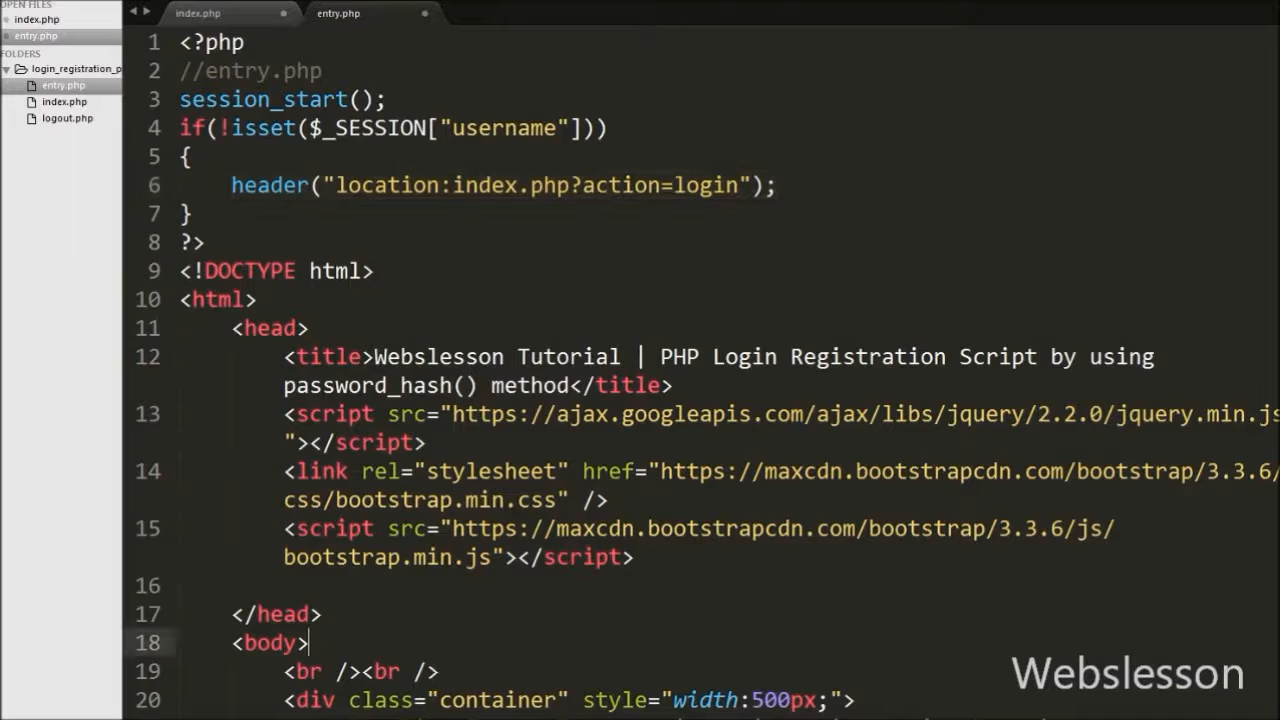 OPEN FILES
index.php
entry.php
FOLDERS
login_registration_p
entry.php
index.php
logout.php
index.php
entry.php
1 <?php
2 //entry.php
3 session_start();
4 if(!isset($_SESSION["username"]))
5 {
6 header("location:index.php?action=login");
7 }
8 ?>
9 <!DOCTYPE html>
10 <html>
11 <head>
12 <title>Webslesson Tutorial | PHP Login Registration Script by using
password_hash() method</title>
13 <script src="https://ajax.googleapis.com/ajax/libs/jquery/2.2.0/jquery.min.js
"></script>
14 <link rel="stylesheet" href="https://maxcdn.bootstrapcdn.com/bootstrap/3.3.6/
css/bootstrap.min.css" />
15 <script src="https://maxcdn.bootstrapcdn.com/bootstrap/3.3.6/js/
bootstrap.min.js"></script>
16
17 </head>
18 <body>
19 <br /><br />
20 <div class="container" style="width:500px;">
Webslesson